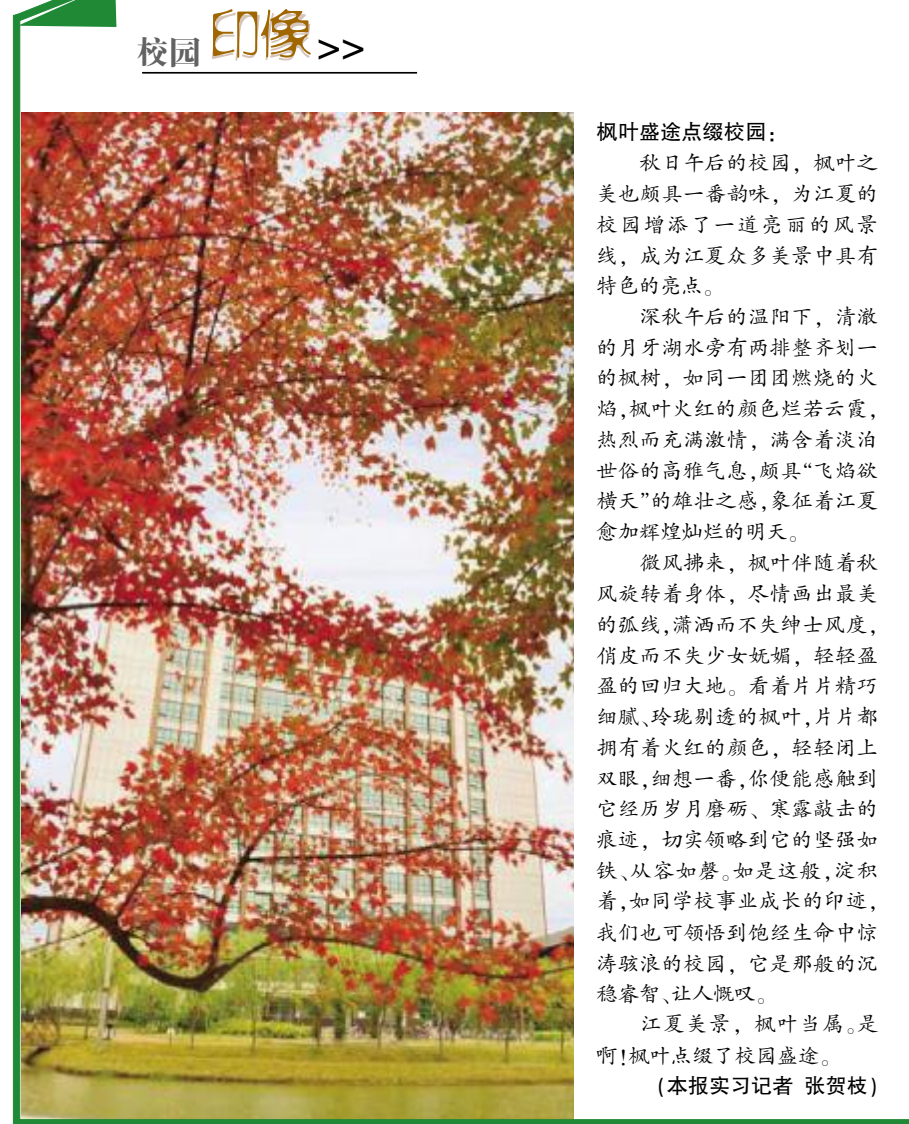 校园印像>>
枫叶盛途点缀校园：
秋日午后的校园，枫叶之
美也颇具一番韵味，为江夏的
校园增添了一道亮丽的风景
线，成为江夏众多美景中具有
特色的亮点。
深秋午后的温阳下，清澈
的月牙湖水旁有两排整齐划一
的枫树，如同一团团燃烧的火
焰，枫叶火红的颜色烂若云霞，
热烈而充满激情，满含着淡泊
世俗的高雅气息，颇具“飞焰欲
横天”的雄壮之感，象征着江夏
愈加辉煌灿烂的明天。
微风拂来，枫叶伴随着秋
风旋转着身体，尽情画出最美
的弧线，潇洒而不失绅士风度，
俏皮而不失少女妩媚，轻轻盈
盈的回归大地。看着片片精巧
细腻、玲珑剔透的枫叶，片片都
拥有着火红的颜色，轻轻闭上
双眼，细想一番，你便能感触到
它经历岁月磨砺、寒露敲击的
痕迹，切实领略到它的坚强如
铁、从容如磬。如是这般，淀积
着，如同学校事业成长的印迹，
我们也可领悟到饱经生命中惊
涛骇浪的校园，它是那般的沉
稳睿智、让人慨叹。
江夏美景，枫叶当属。是
啊！枫叶点缀了校园盛途。
（本报实习记者 张贺枝）